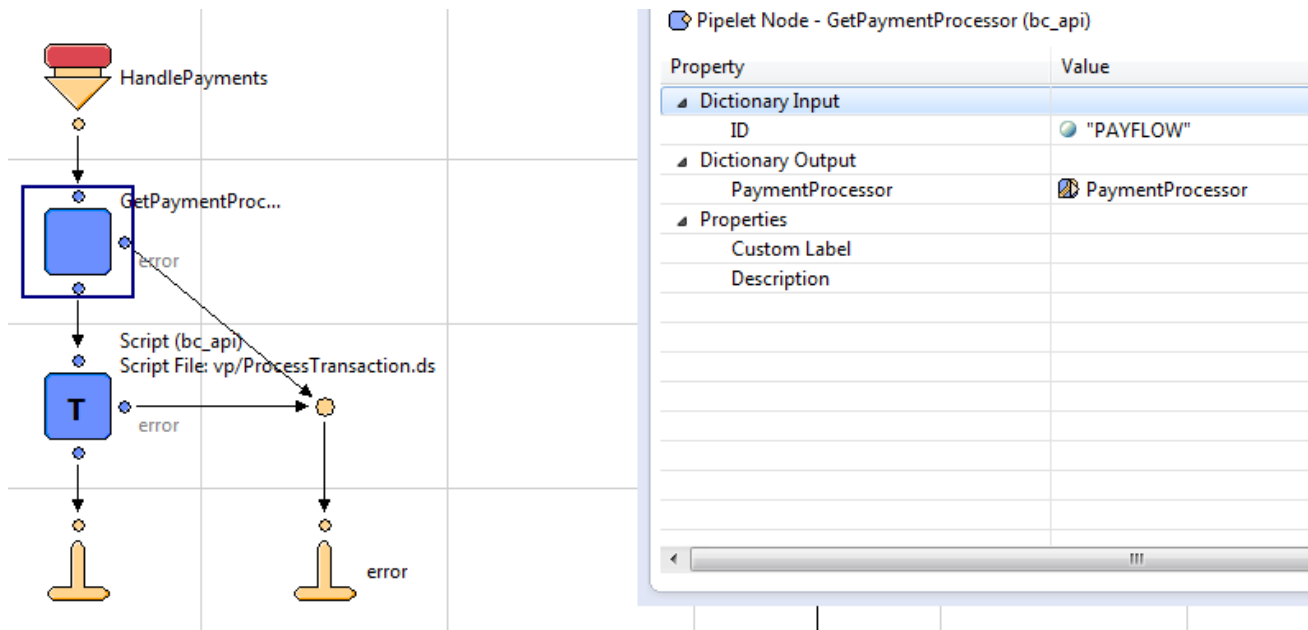 HandlePayments
GetPaymentProc...
error
Script (bc_api)
Script File: vp/ProcessTransaction.ds
T
error
error
Pipelet Node - GetPaymentProcessor (bc_api)
Property Value
Dictionary Input
ID "PAYFLOW"
Dictionary Output
PaymentProcessor PaymentProcessor
Properties
Custom Label
Description